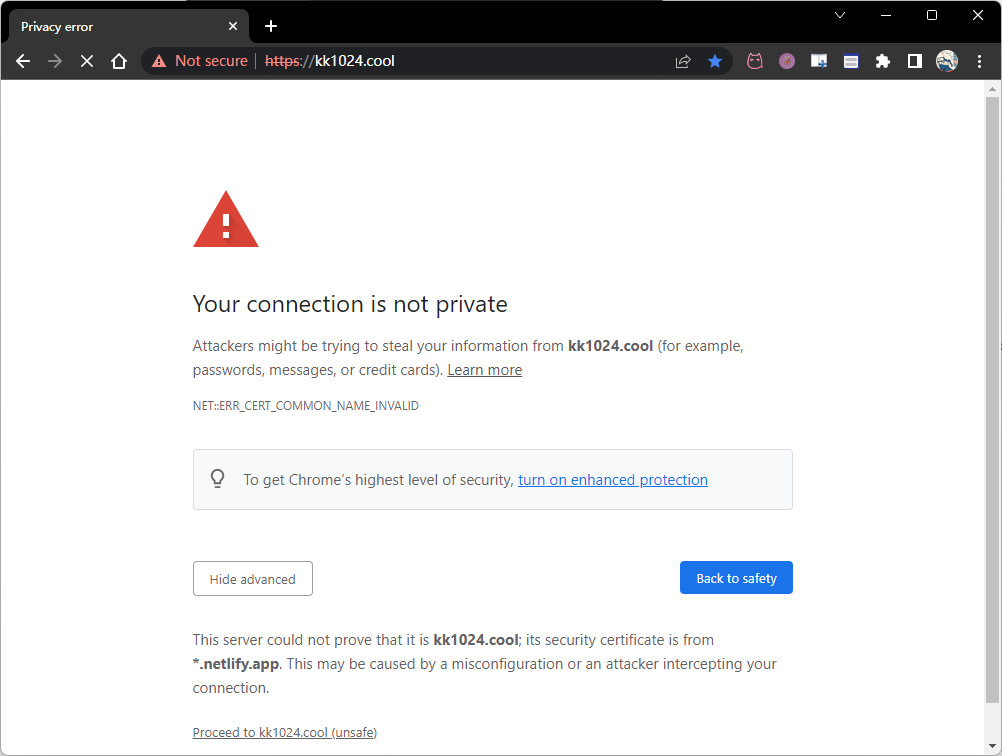 Privacy error
Not secure | https://kk1024.cool
Your connection is not private
Attackers might be trying to steal your information from kk1024.cool (for example,
passwords, messages, or credit cards). Learn more
NET::ERR_CERT_COMMON_NAME_INVALID
To get Chrome's highest level of security, turn on enhanced protection
Hide advanced
Back to safety
This server could not prove that it is kk1024.cool; its security certificate is from
*.netlify.app. This may be caused by a misconfiguration or an attacker intercepting your
connection.
Proceed to kk1024.cool (unsafe)